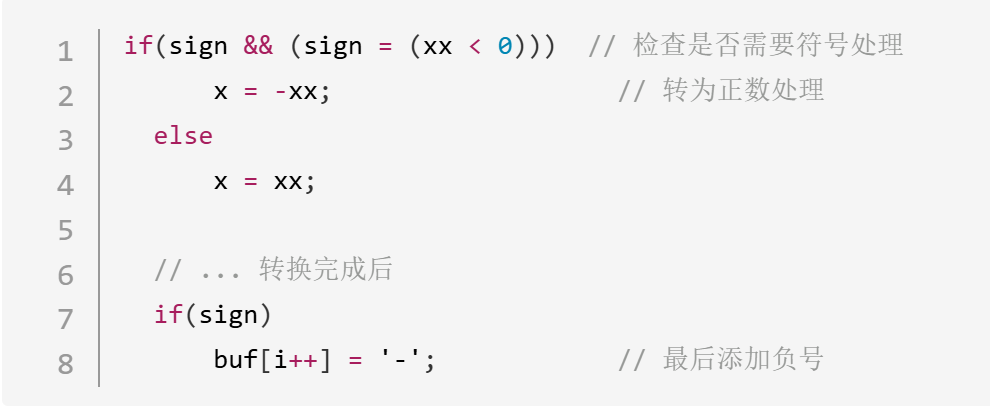 1 if(sign && (sign = (xx < 0)))  // 检查是否需要符号处理
2       x = -xx;                   // 转为正数处理
3   else
4       x = xx;
5
6   // ... 转换完成后
7   if(sign)
8       buf[i++] = '-';            // 最后添加负号